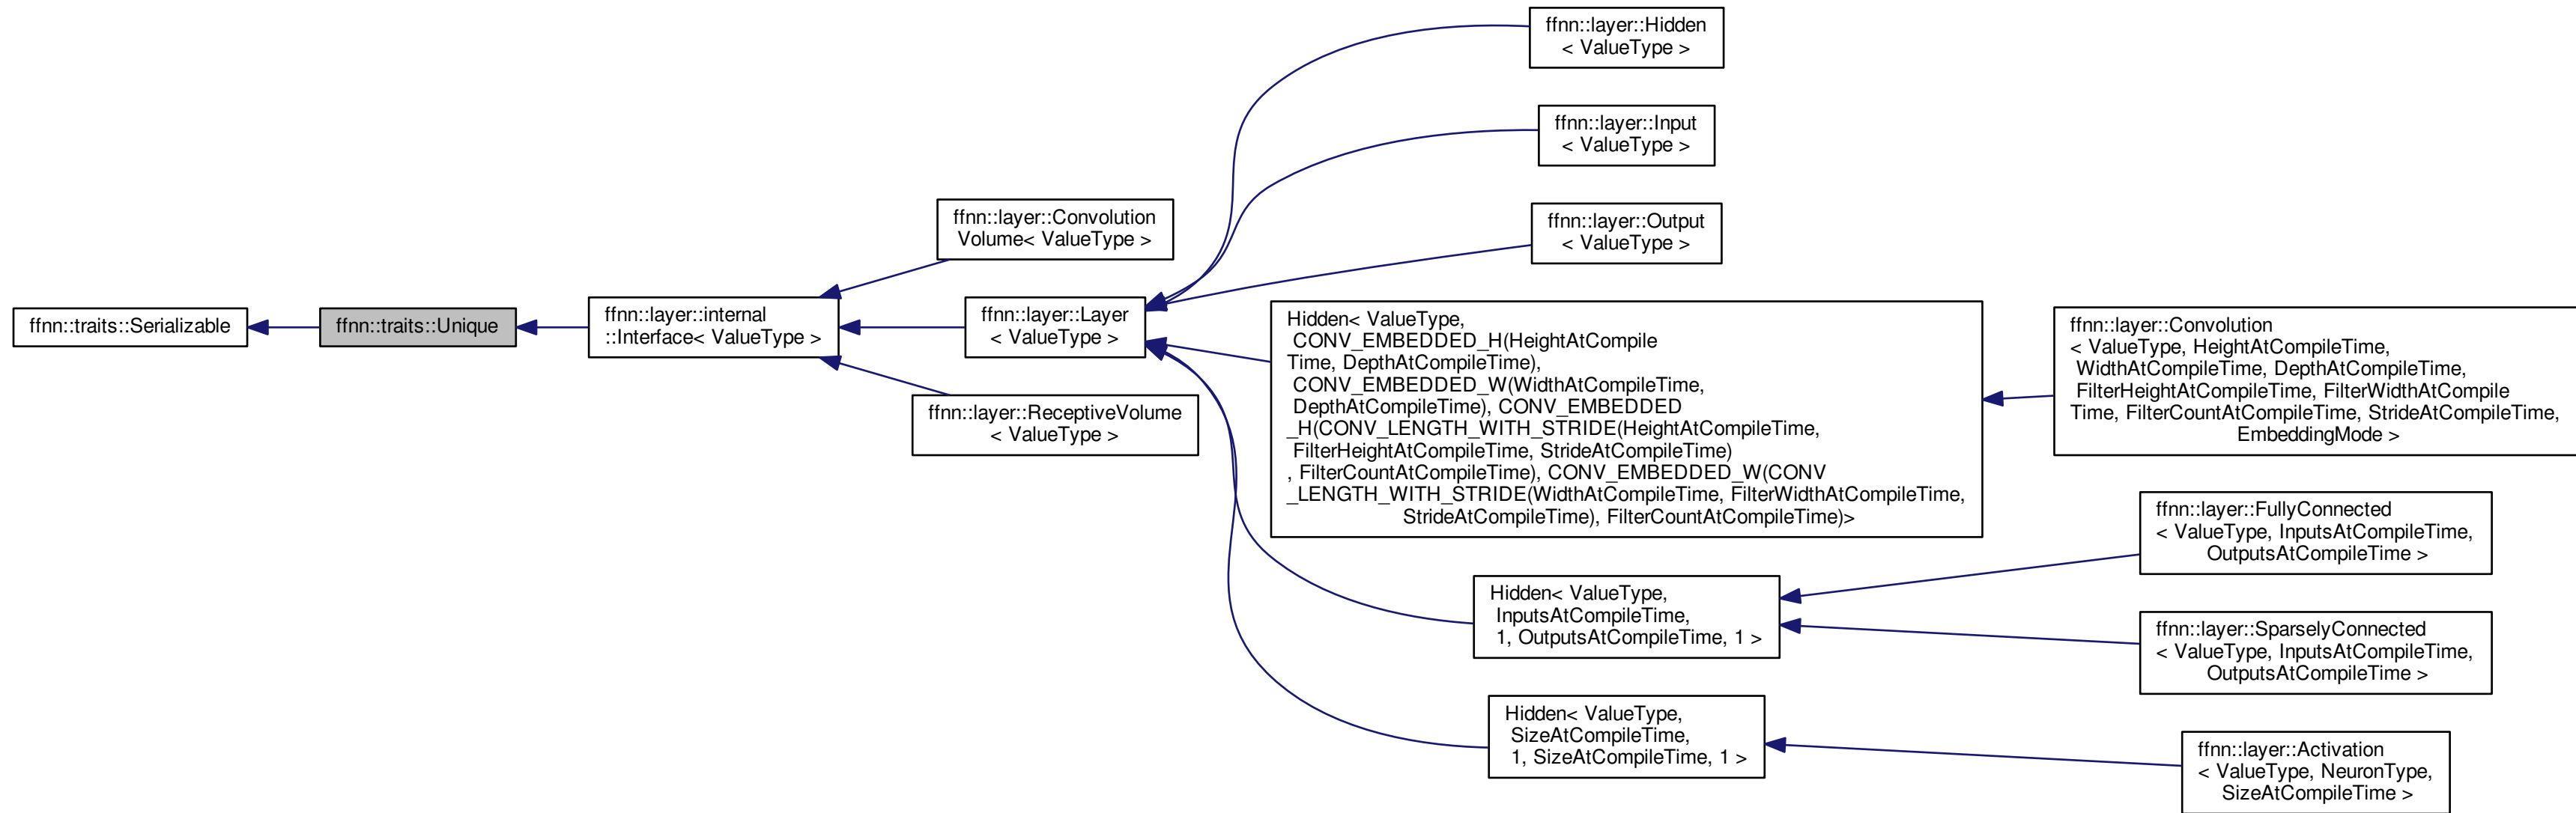 ffnn::traits::Serializable
ffnn::traits::Unique
ffnn::layer::internal
::Interface< ValueType >
ffnn::layer::Convolution
Volume< ValueType >
ffnn::layer::Layer
< ValueType >
ffnn::layer::ReceptiveVolume
< ValueType >
ffnn::layer::Hidden
< ValueType >
ffnn::layer::Input
< ValueType >
ffnn::layer::Output
< ValueType >
Hidden< ValueType,
CONV_EMBEDDED_H(HeightAtCompile
Time, DepthAtCompileTime),
CONV_EMBEDDED_W(WidthAtCompileTime,
DepthAtCompileTime), CONV_EMBEDDED
_H(CONV_LENGTH_WITH_STRIDE(HeightAtCompileTime,
FilterHeightAtCompileTime, StrideAtCompileTime)
, FilterCountAtCompileTime), CONV_EMBEDDED_W(CONV
_LENGTH_WITH_STRIDE(WidthAtCompileTime, FilterWidthAtCompileTime,
StrideAtCompileTime), FilterCountAtCompileTime)>
Hidden< ValueType,
InputsAtCompileTime,
1, OutputsAtCompileTime, 1 >
Hidden< ValueType,
SizeAtCompileTime,
1, SizeAtCompileTime, 1 >
ffnn::layer::Convolution
< ValueType, HeightAtCompileTime,
WidthAtCompileTime, DepthAtCompileTime,
FilterHeightAtCompileTime, FilterWidthAtCompile
Time, FilterCountAtCompileTime, StrideAtCompileTime,
EmbeddingMode >
ffnn::layer::FullyConnected
< ValueType, InputsAtCompileTime,
OutputsAtCompileTime >
ffnn::layer::SparselyConnected
< ValueType, InputsAtCompileTime,
OutputsAtCompileTime >
ffnn::layer::Activation
< ValueType, NeuronType,
SizeAtCompileTime >